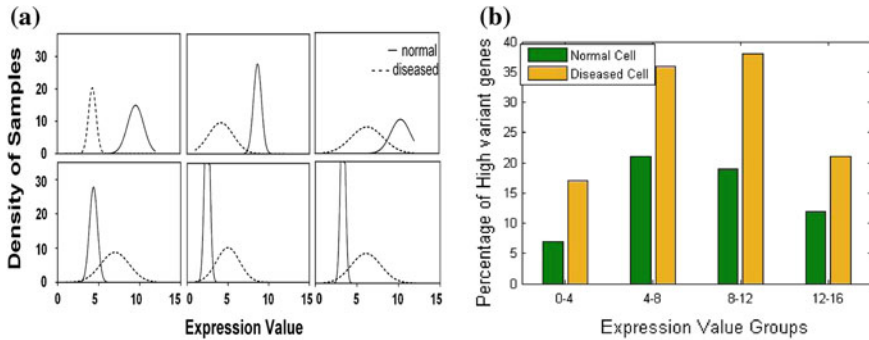 (a)
Density of Samples
30
20
10
0
normal
diseased
30
20
10
0
0 5 10 15 0 5 10 15 0 5 10 15
Expression Value
(b)
Percentage of High variant genes
40
35
30
25
20
15
10
5
0
Normal Cell
Diseased Cell
0-4 4-8 8-12 12-16
Expression Value Groups